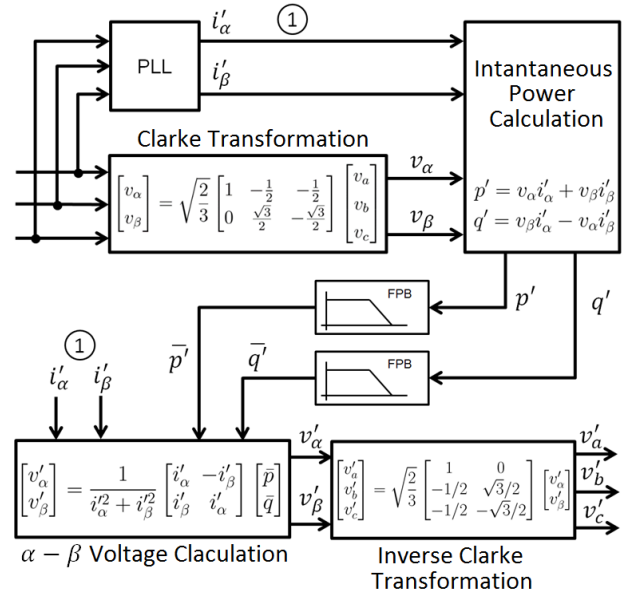 i′α ①
PLL
i′β
Intantaneous
Power
Calculation
Clarke Transformation
[vα vβ] = √(2/3) [1 −1/2 −1/2; 0 √3/2 −√3/2] [va vb vc]
vα
vβ
p′ = vαi′α + vβi′β
q′ = vβi′α − vαi′β
FPB
p′
q′
①
p̅′
q̅′
FPB
i′α i′β
[v′α v′β] = 1/(i′²α + i′²β) [i′α −i′β; i′β i′α] [p̅ q̅]
v′α
v′β
[v′a v′b v′c] = √(2/3) [1 0; −1/2 √3/2; −1/2 −√3/2] [v′α v′β]
v′a
v′b
v′c
α − β Voltage Claculation
Inverse Clarke
Transformation